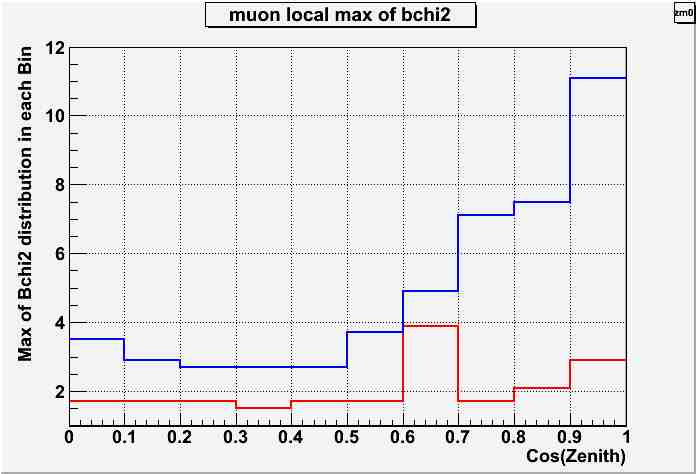 muon local max of bchi2
zm0
Max of Bchi2 distribution in each Bin
12
10
8
6
4
2
0 0.1 0.2 0.3 0.4 0.5 0.6 0.7 0.8 0.9 1
Cos(Zenith)